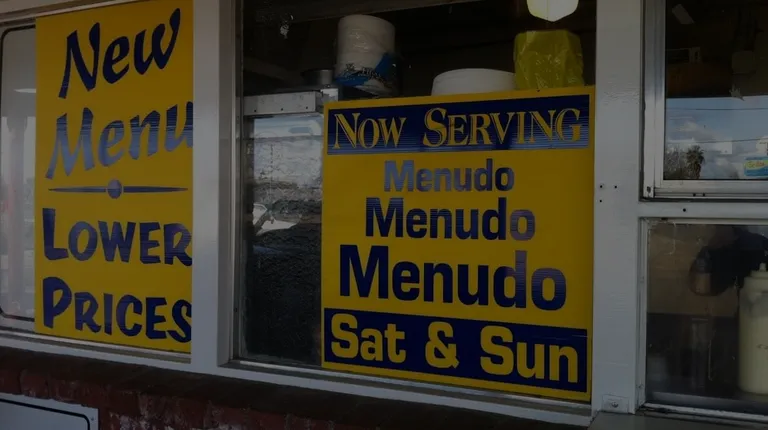 New
Menu
LOWER
PRICES
NOW SERVING
Menudo
Menudo
Menudo
Sat & Sun